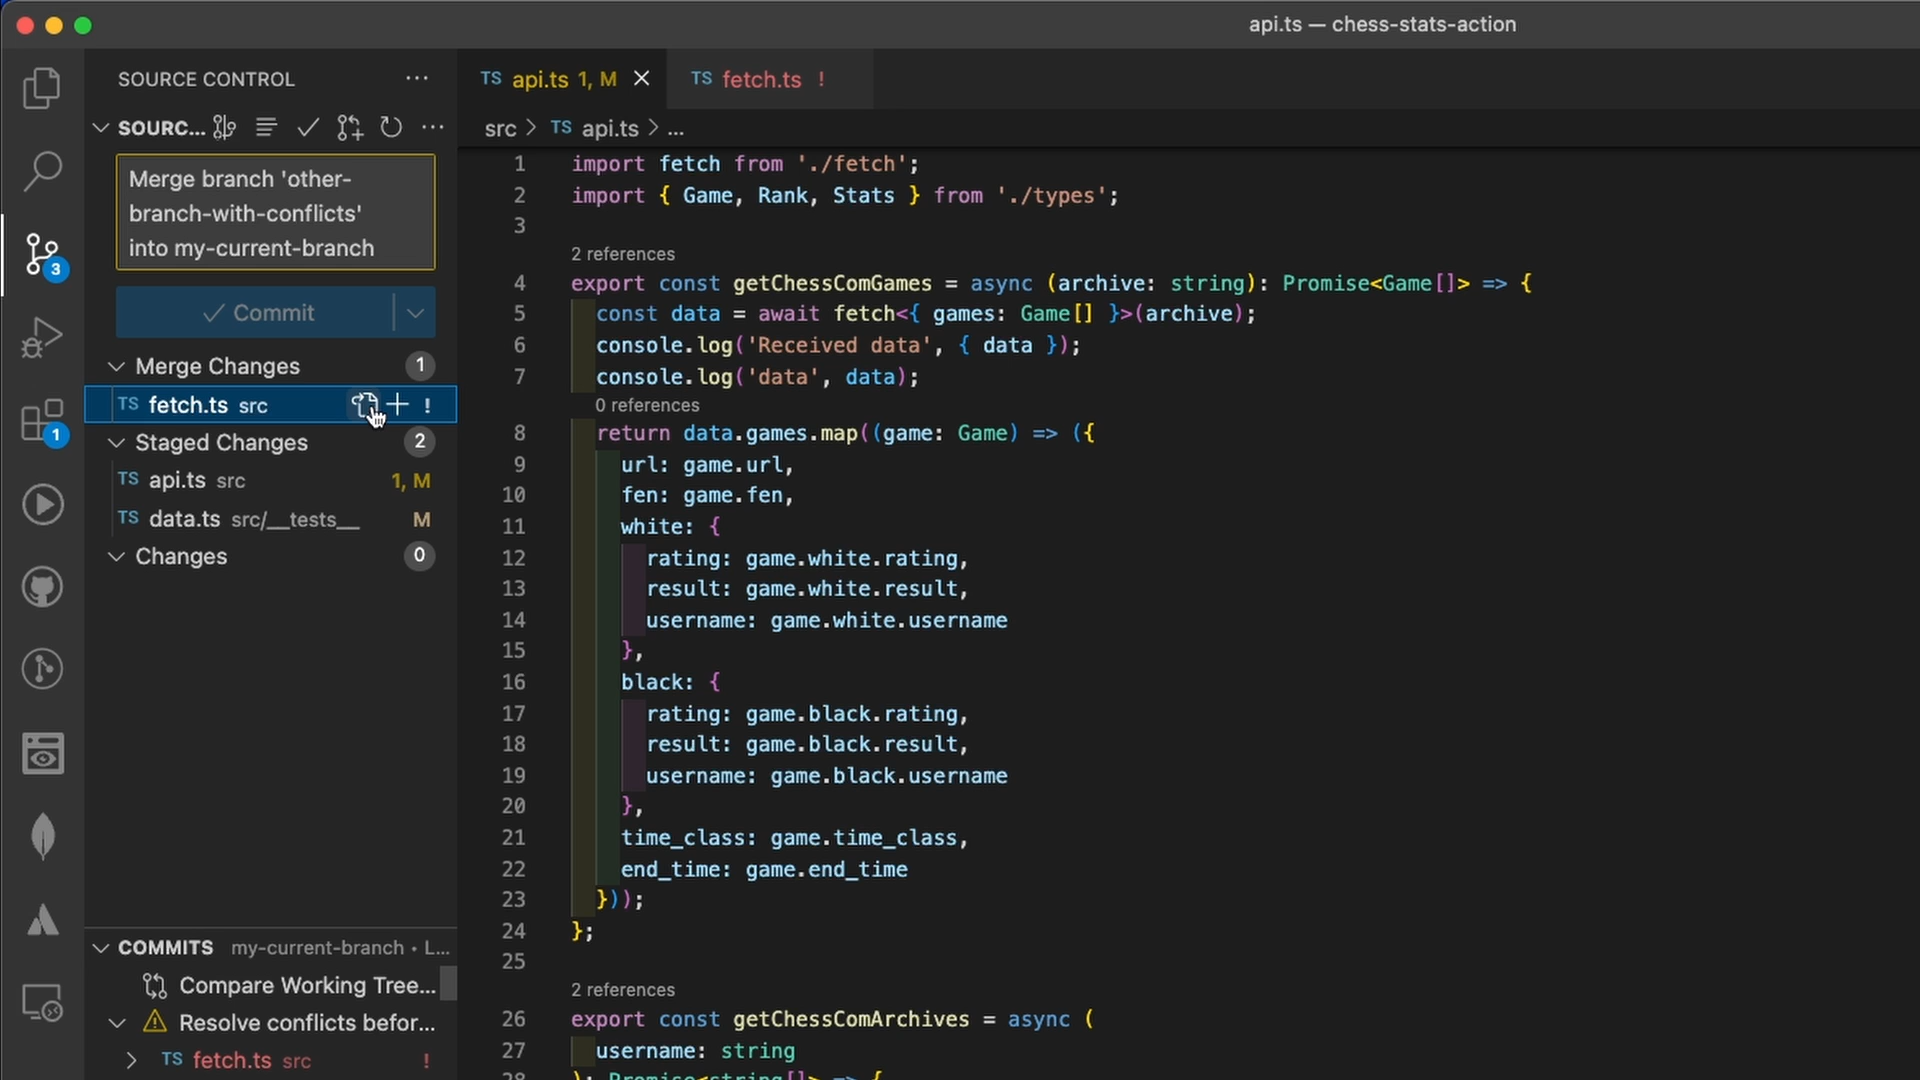 api.ts — chess-stats-action
SOURCE CONTROL
SOURC...
Merge branch 'other-
branch-with-conflicts'
into my-current-branch
Commit
Merge Changes 1
TS fetch.ts src !
Staged Changes 2
TS api.ts src 1, M
TS data.ts src/__tests__ M
Changes 0
3
1
COMMITS my-current-branch • L...
Compare Working Tree...
Resolve conflicts befor...
TS fetch.ts src !
TS api.ts 1, M
TS fetch.ts !
src > TS api.ts > ...
1 import fetch from './fetch';
2 import { Game, Rank, Stats } from './types';
3
2 references
4 export const getChessComGames = async (archive: string): Promise<Game[]> => {
5 const data = await fetch<{ games: Game[] }>(archive);
6 console.log('Received data', { data });
7 console.log('data', data);
0 references
8 return data.games.map((game: Game) => ({
9 url: game.url,
10 fen: game.fen,
11 white: {
12 rating: game.white.rating,
13 result: game.white.result,
14 username: game.white.username
15 },
16 black: {
17 rating: game.black.rating,
18 result: game.black.result,
19 username: game.black.username
20 },
21 time_class: game.time_class,
22 end_time: game.end_time
23 }));
24 };
25
2 references
26 export const getChessComArchives = async (
27 username: string
28 ): Promise<string[]> => {